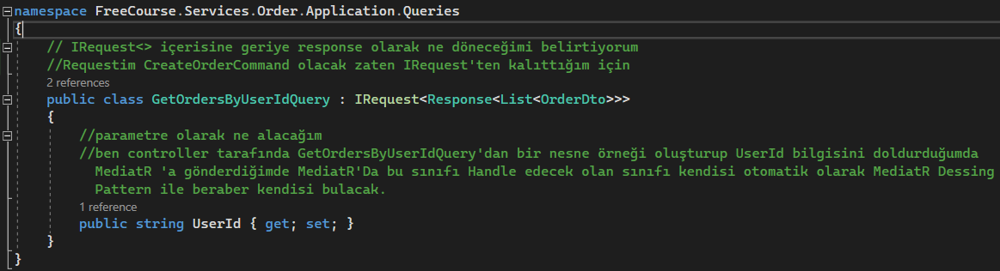 namespace FreeCourse.Services.Order.Application.Queries
{
// IRequest<> içerisine geriye response olarak ne döneceğimi belirtiyorum
//Requestim CreateOrderCommand olacak zaten IRequest'ten kalıttığım için
2 references
public class GetOrdersByUserIdQuery : IRequest<Response<List<OrderDto>>>
{
//parametre olarak ne alacağım
//ben controller tarafında GetOrdersByUserIdQuery'dan bir nesne örneği oluşturup UserId bilgisini doldurduğumda
MediatR 'a gönderdiğimde MediatR'Da bu sınıfı Handle edecek olan sınıfı kendisi otomatik olarak MediatR Dessing
Pattern ile beraber kendisi bulacak.
1 reference
public string UserId { get; set; }
}
}